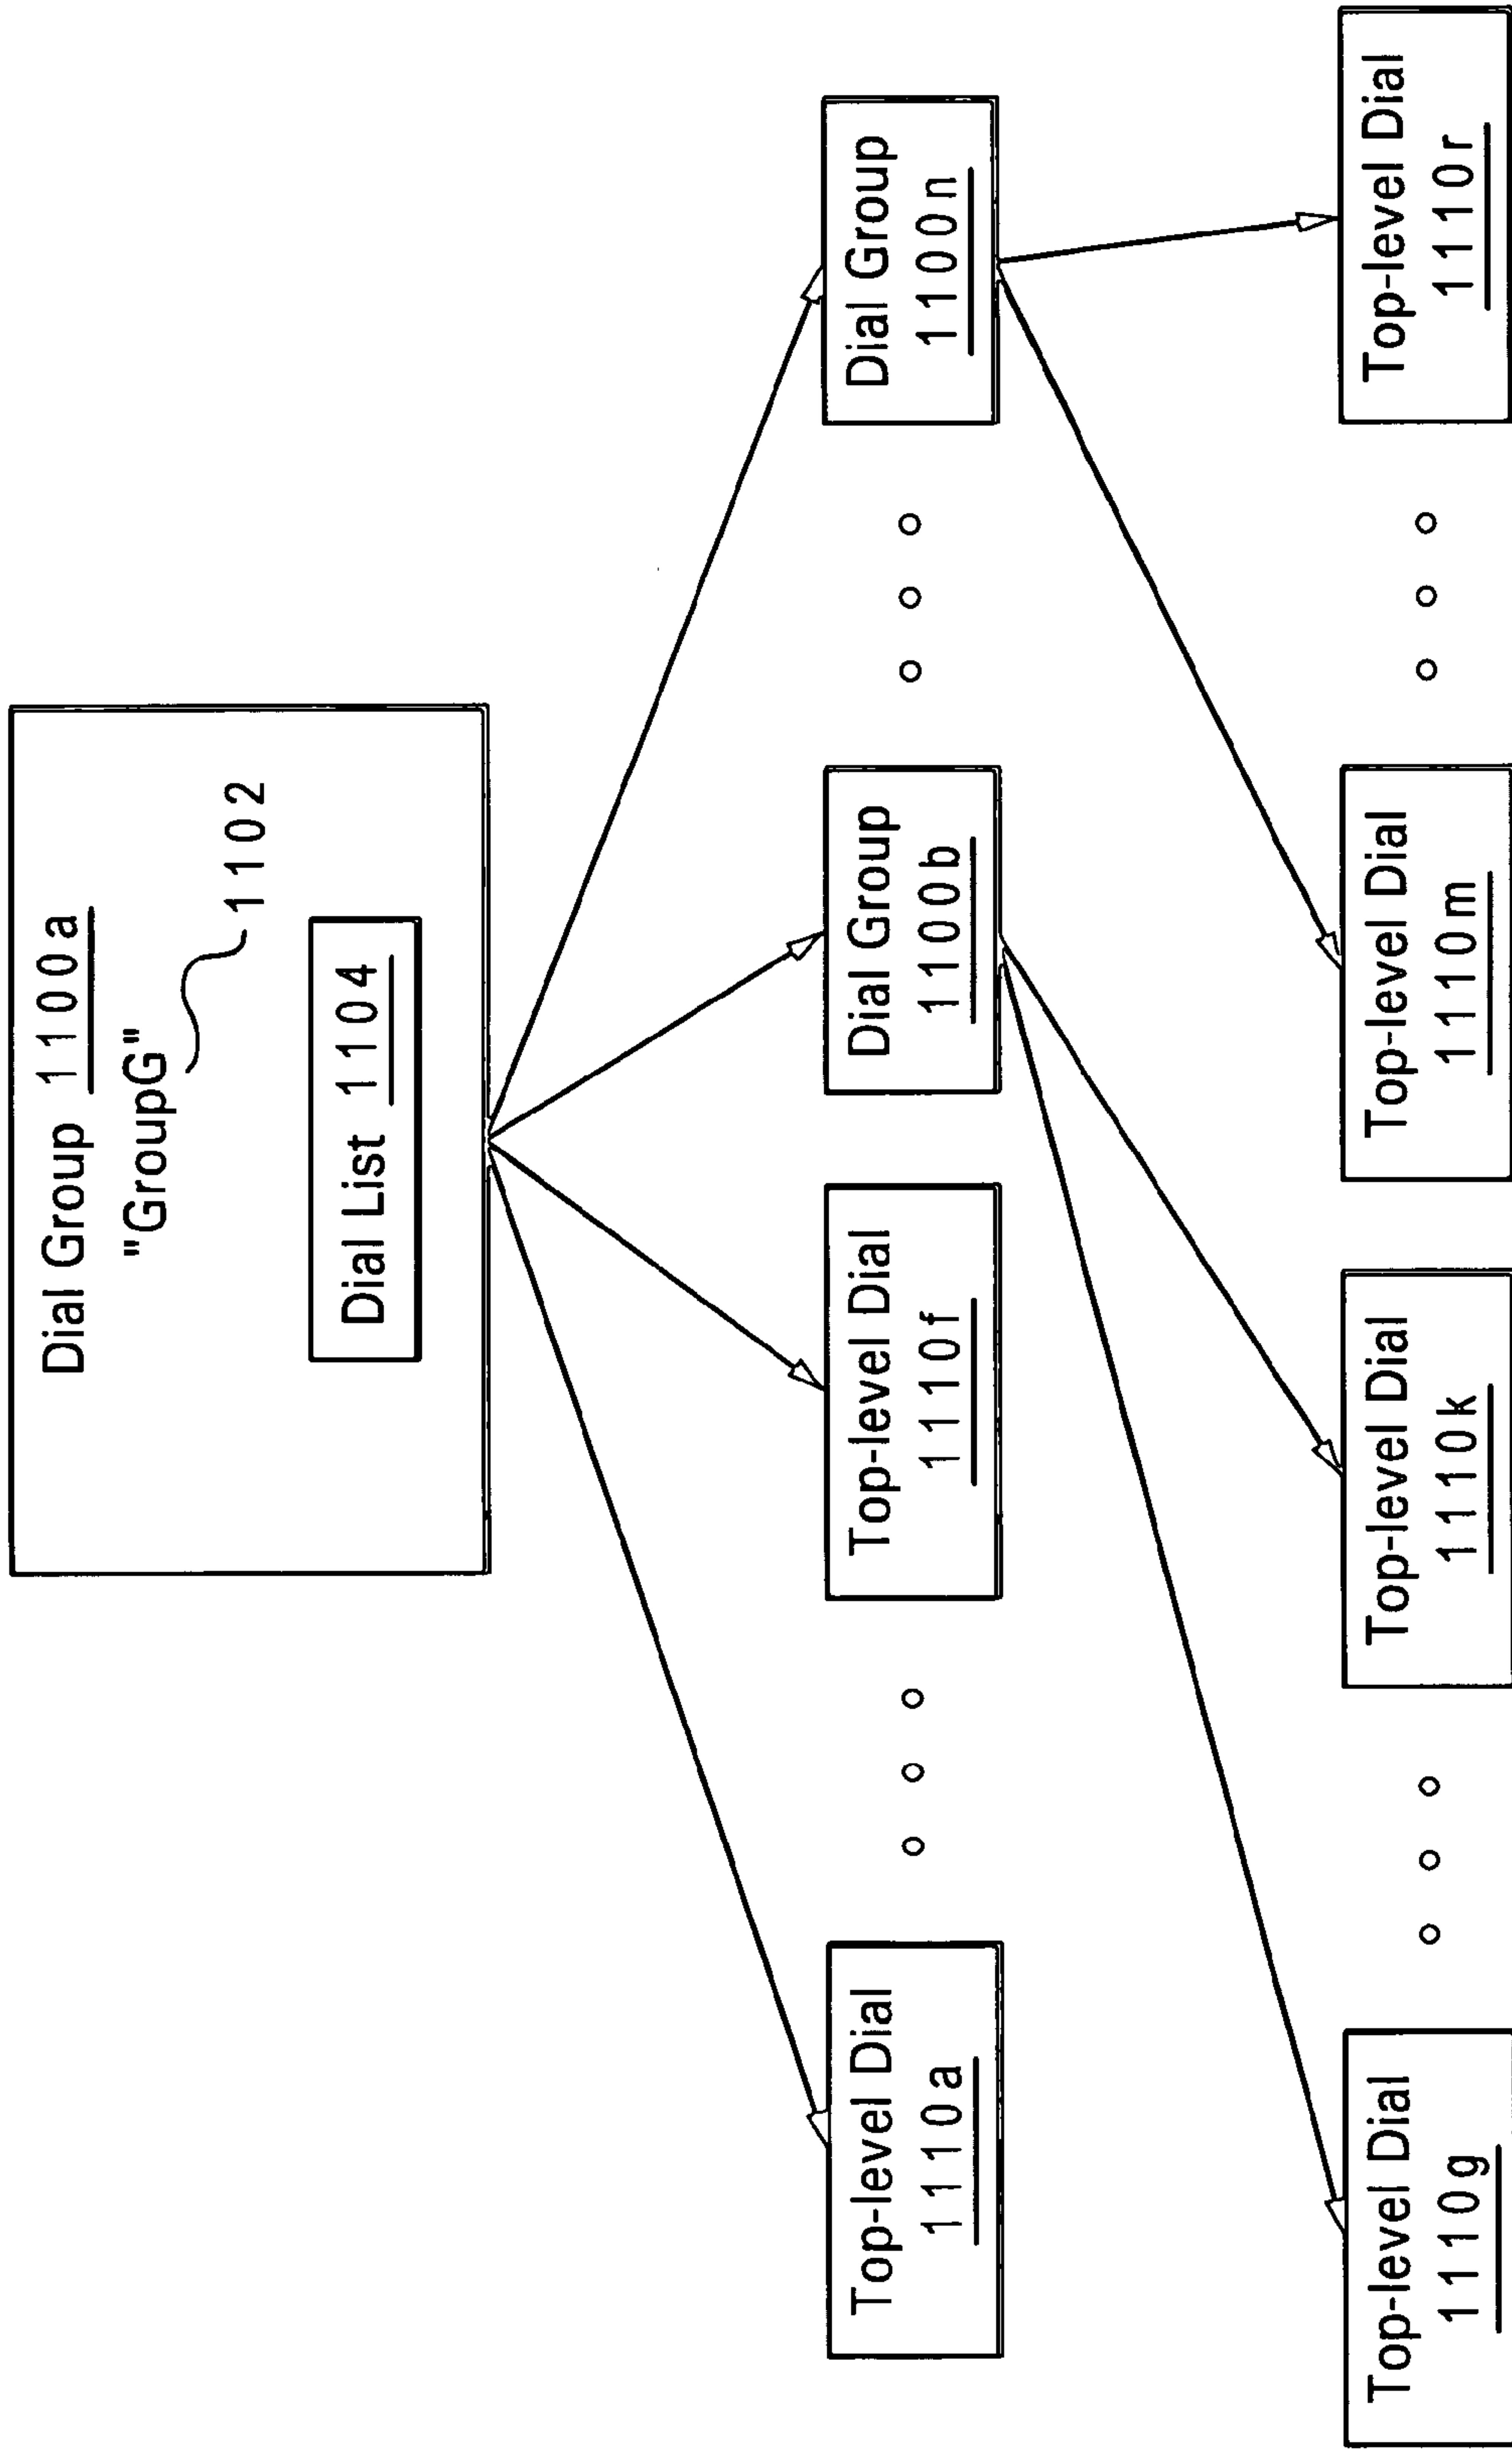 Dial Group 1100a
"GroupG"
1102
Dial List 1104
Top-level Dial
1110a
Top-level Dial
1110f
Dial Group
1100b
Dial Group
1100n
Top-level Dial
1110g
Top-level Dial
1110k
Top-level Dial
1110m
Top-level Dial
1110r